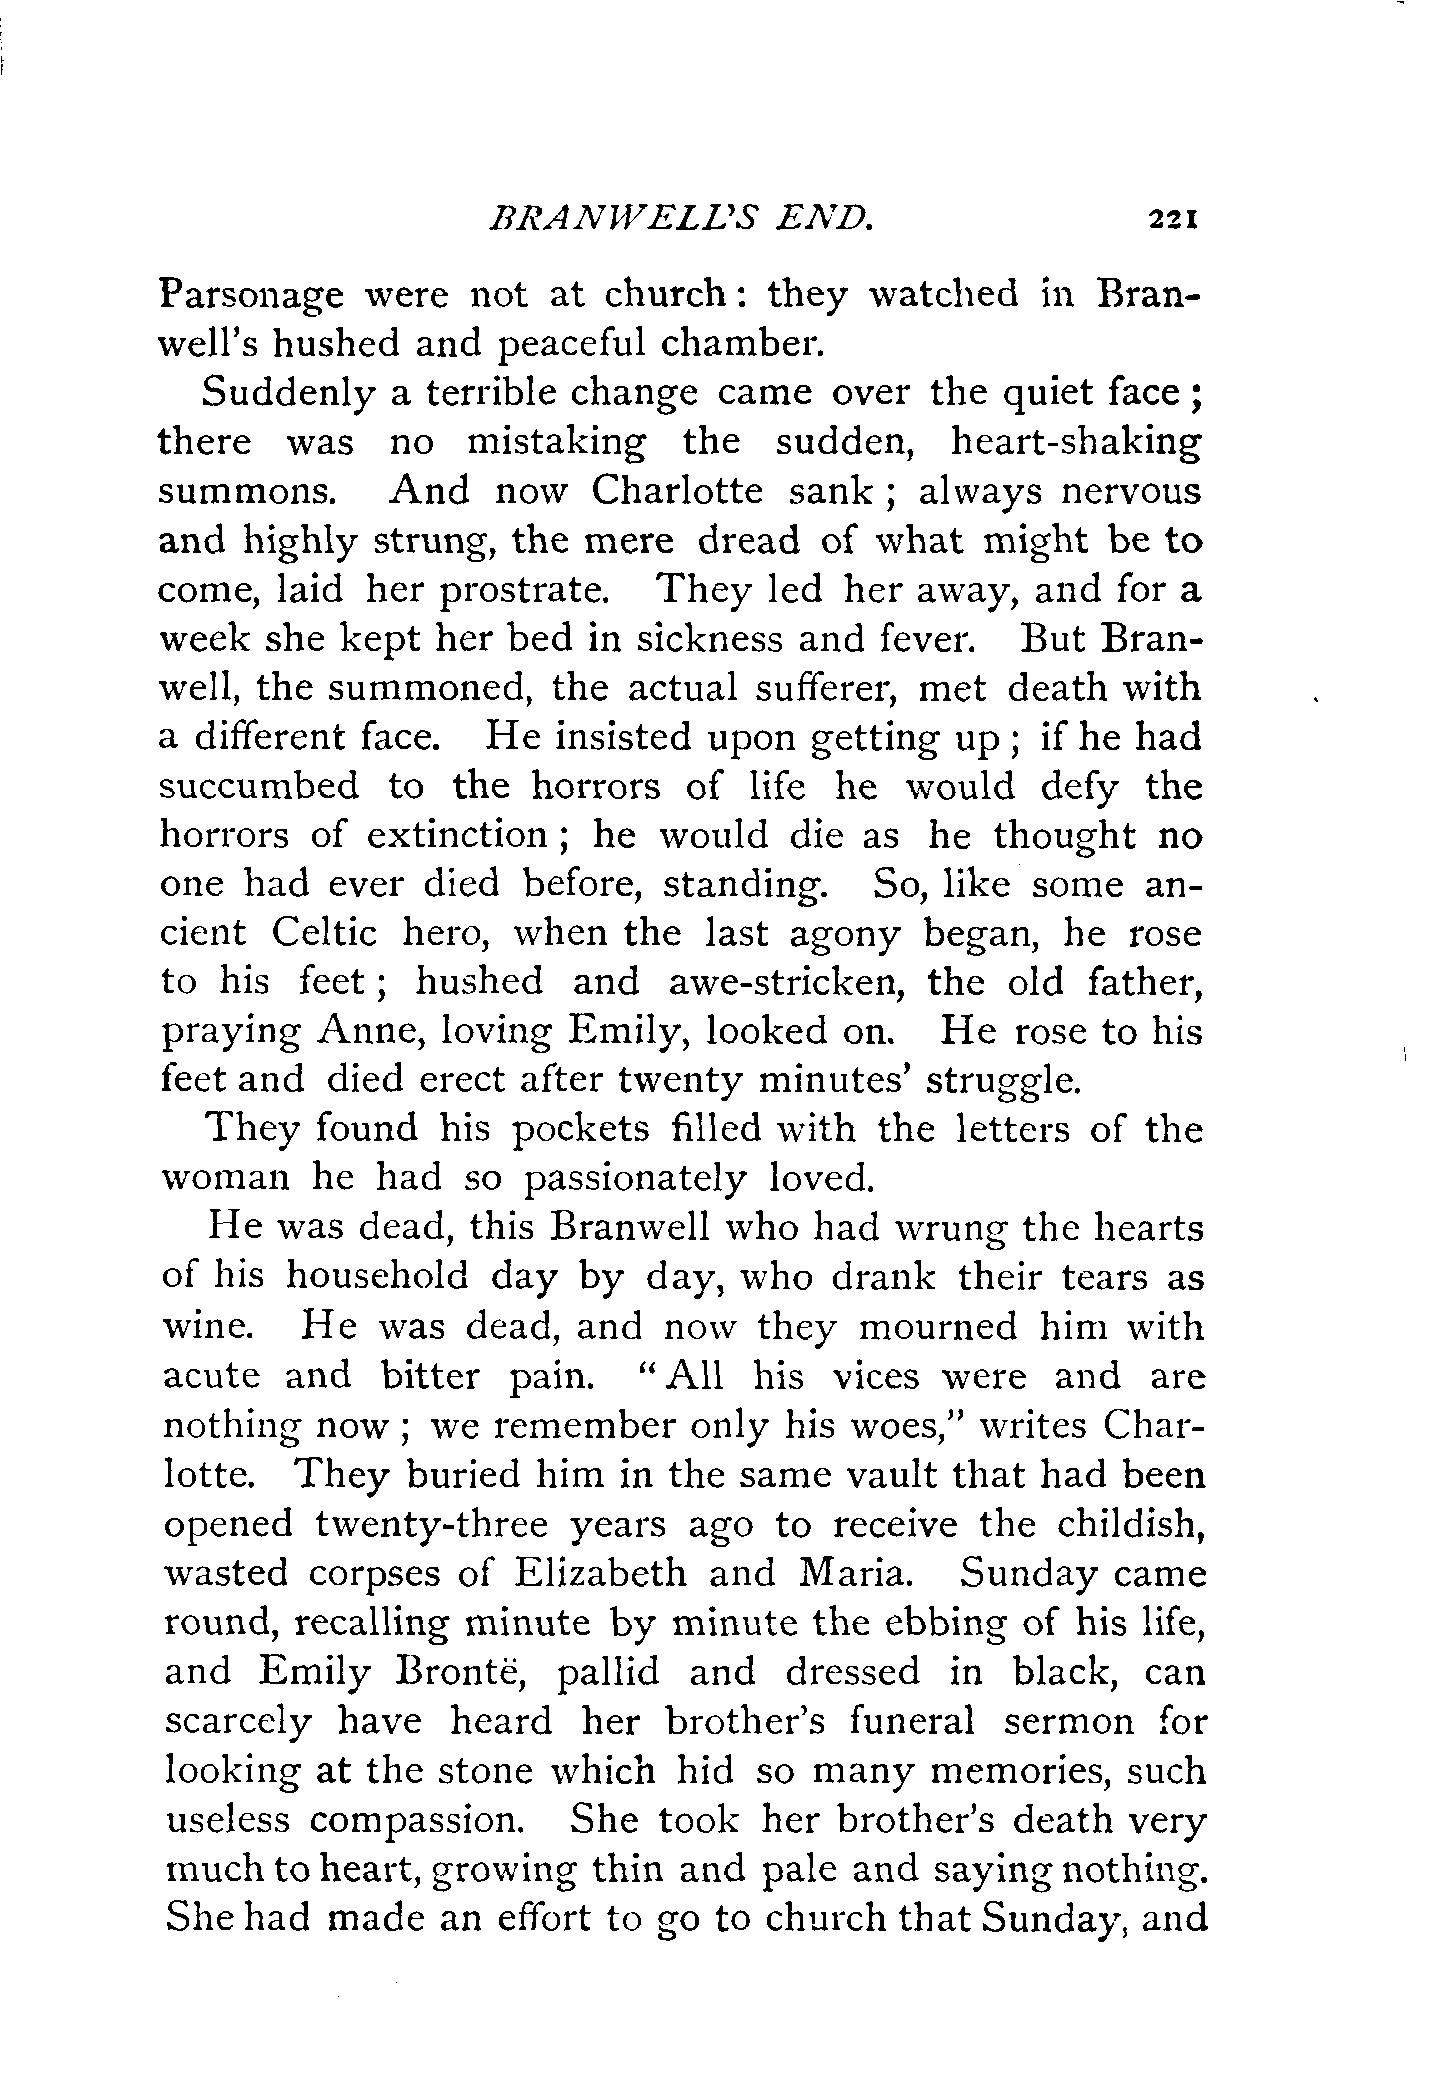 BRANWELL'S END. 221
Parsonage were not at church : they watched in Bran-
well's hushed and peaceful chamber.
Suddenly a terrible change came over the quiet face ;
there was no mistaking the sudden, heart-shaking
summons. And now Charlotte sank ; always nervous
and highly strung, the mere dread of what might be to
come, laid her prostrate. They led her away, and for a
week she kept her bed in sickness and fever. But Bran-
well, the summoned, the actual sufferer, met death with
a different face. He insisted upon getting up ; if he had
succumbed to the horrors of life he would defy the
horrors of extinction ; he would die as he thought no
one had ever died before, standing. So, like some an-
cient Celtic hero, when the last agony began, he rose
to his feet ; hushed and awe-stricken, the old father,
praying Anne, loving Emily, looked on. He rose to his
feet and died erect after twenty minutes' struggle.
They found his pockets filled with the letters of the
woman he had so passionately loved.
He was dead, this Branwell who had wrung the hearts
of his household day by day, who drank their tears as
wine. He was dead, and now they mourned him with
acute and bitter pain. "All his vices were and are
nothing now ; we remember only his woes," writes Char-
lotte. They buried him in the same vault that had been
opened twenty-three years ago to receive the childish,
wasted corpses of Elizabeth and Maria. Sunday came
round, recalling minute by minute the ebbing of his life,
and Emily Brontë, pallid and dressed in black, can
scarcely have heard her brother's funeral sermon for
looking at the stone which hid so many memories, such
useless compassion. She took her brother's death very
much to heart, growing thin and pale and saying nothing.
She had made an effort to go to church that Sunday, and